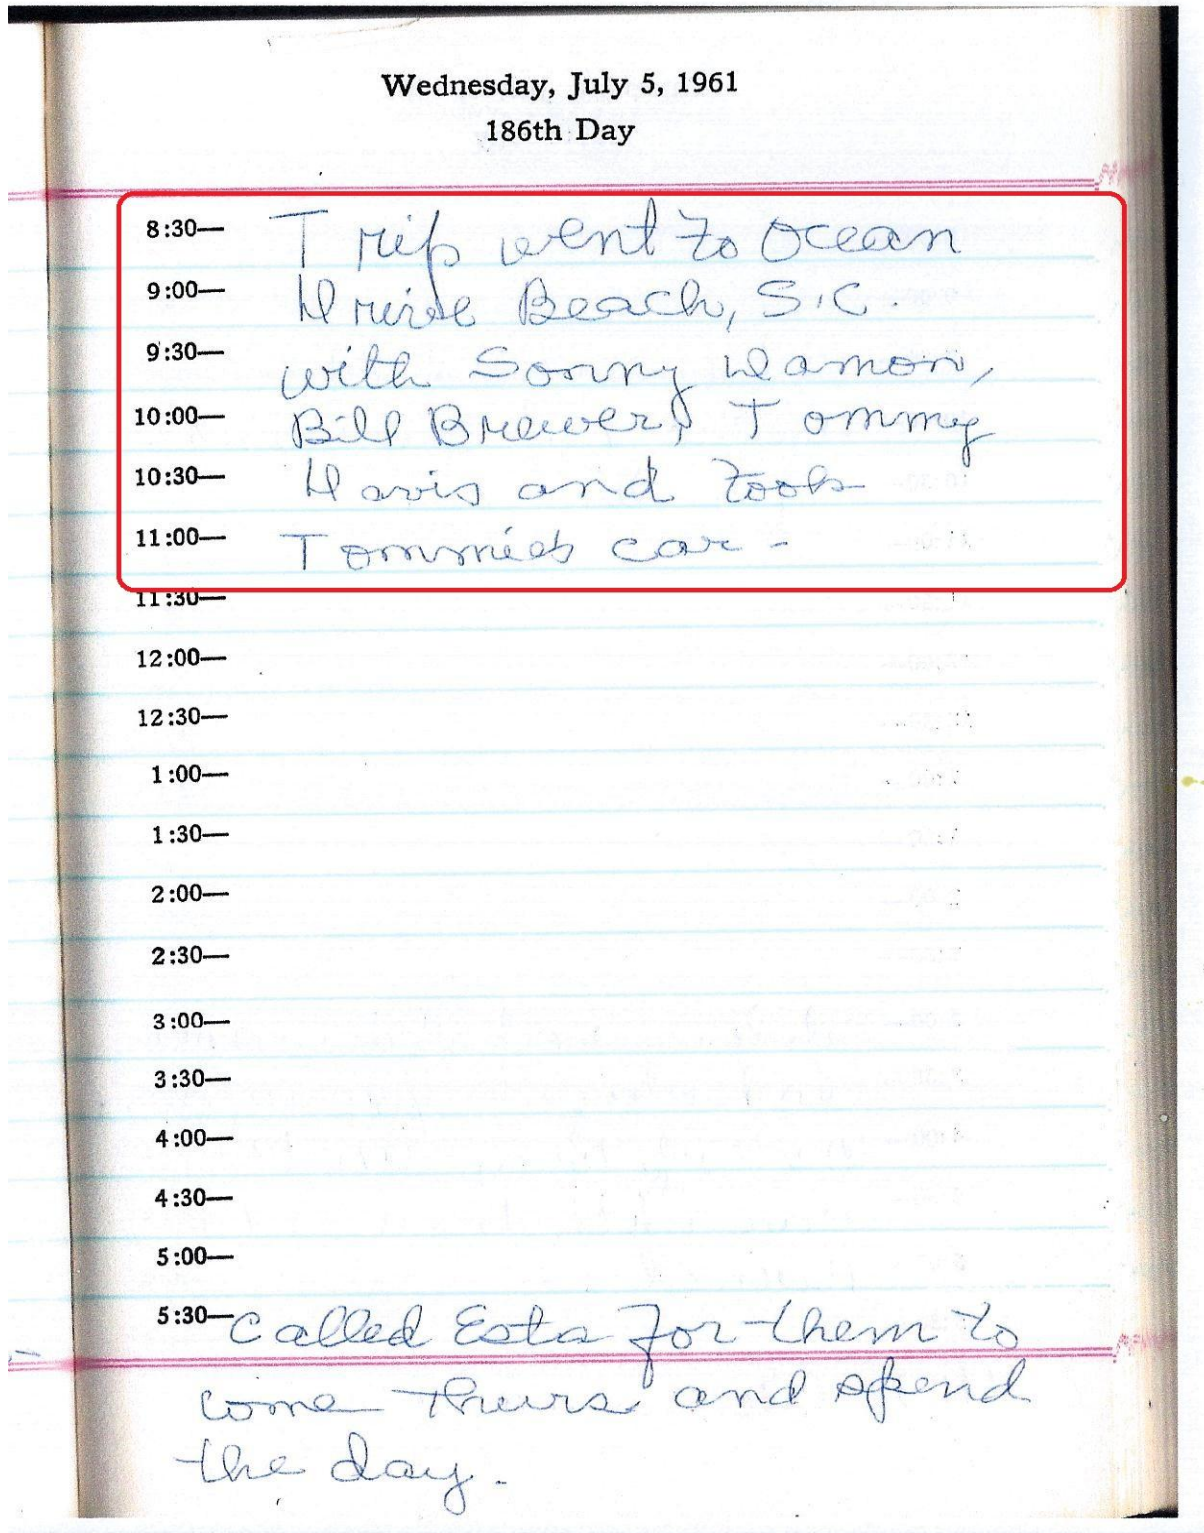 Wednesday, July 5, 1961
186th Day
8:30— Trip went to Ocean
9:00— Drive Beach, S.C.
9:30— with Sonny Damon,
10:00— Bill Brewer, Tommy
10:30— Davis and took
11:00— Tommies car -
11:30—
12:00—
12:30—
1:00—
1:30—
2:00—
2:30—
3:00—
3:30—
4:00—
4:30—
5:00—
5:30— Called Esta for them to
come Thurs. and spend
the day.